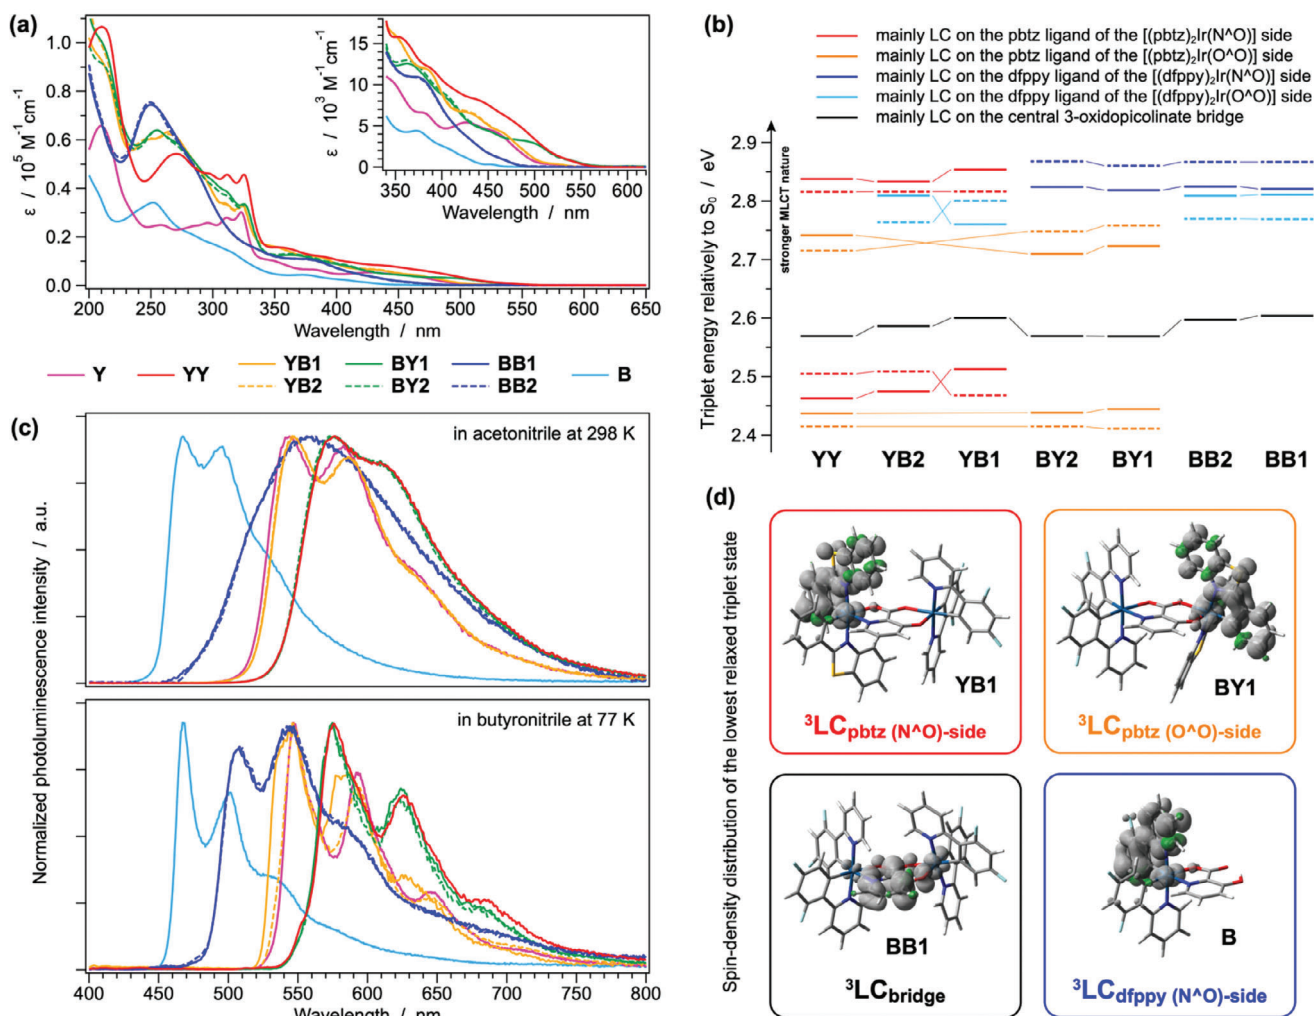 (a)
1.0
0.8
0.6
0.4
0.2
0.0
ε / 10⁵ M⁻¹cm⁻¹
200 250 300 350 400 450 500 550 600 650
Wavelength / nm
15
10
5
0
ε / 10³ M⁻¹cm⁻¹
350 400 450 500 550 600
Wavelength / nm
Y YY YB1 BY1 BB1 B
YB2 BY2 BB2
(b)
mainly LC on the pbtz ligand of the [(pbtz)₂Ir(N^O)] side
mainly LC on the pbtz ligand of the [(pbtz)₂Ir(O^O)] side
mainly LC on the dfppy ligand of the [(dfppy)₂Ir(N^O)] side
mainly LC on the dfppy ligand of the [(dfppy)₂Ir(O^O)] side
mainly LC on the central 3-oxidopicolinate bridge
Triplet energy relatively to S₀ / eV
2.9
2.8
2.7
2.6
2.5
2.4
stronger MLCT nature
YY YB2 YB1 BY2 BY1 BB2 BB1
(c)
in acetonitrile at 298 K
in butyronitrile at 77 K
Normalized photoluminescence intensity / a.u.
400 450 500 550 600 650 700 750 800
Wavelength / nm
(d)
Spin-density distribution of the lowest relaxed triplet state
YB1
³LCpbtz (N^O)-side
BY1
³LCpbtz (O^O)-side
BB1
³LCbridge
B
³LCdfppy (N^O)-side